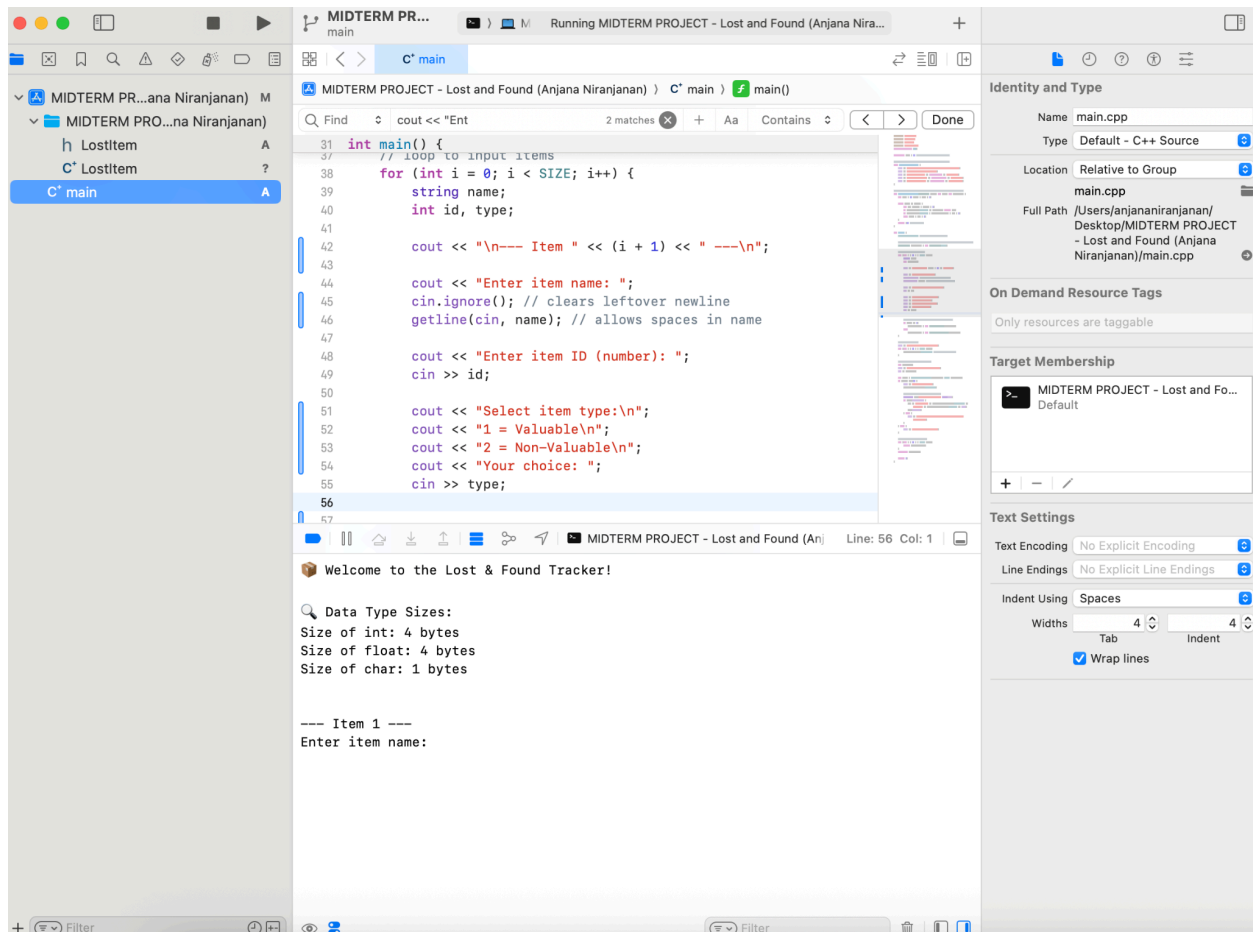 MIDTERM PR...
main
M
Running MIDTERM PROJECT - Lost and Found (Anjana Nira...
MIDTERM PR...ana Niranjanan) M
MIDTERM PRO...na Niranjanan)
h LostItem A
C+ LostItem ?
C+ main A
Filter
C+ main
MIDTERM PROJECT - Lost and Found (Anjana Niranjanan) 〉 C+ main 〉 f main()
Find cout << "Ent 2 matches Aa Contains Done
31 int main() {
37 // loop to input items
38 for (int i = 0; i < SIZE; i++) {
39 string name;
40 int id, type;
41
42 cout << "\n--- Item " << (i + 1) << " ---\n";
43
44 cout << "Enter item name: ";
45 cin.ignore(); // clears leftover newline
46 getline(cin, name); // allows spaces in name
47
48 cout << "Enter item ID (number): ";
49 cin >> id;
50
51 cout << "Select item type:\n";
52 cout << "1 = Valuable\n";
53 cout << "2 = Non-Valuable\n";
54 cout << "Your choice: ";
55 cin >> type;
56
57
MIDTERM PROJECT - Lost and Found (Anj Line: 56 Col: 1
📦 Welcome to the Lost & Found Tracker!
🔍 Data Type Sizes:
Size of int: 4 bytes
Size of float: 4 bytes
Size of char: 1 bytes
--- Item 1 ---
Enter item name:
Filter
Identity and Type
Name main.cpp
Type Default - C++ Source
Location Relative to Group
main.cpp
Full Path /Users/anjananiranjanan/
Desktop/MIDTERM PROJECT
- Lost and Found (Anjana
Niranjanan)/main.cpp
On Demand Resource Tags
Only resources are taggable
Target Membership
MIDTERM PROJECT - Lost and Fo...
Default
Text Settings
Text Encoding No Explicit Encoding
Line Endings No Explicit Line Endings
Indent Using Spaces
Widths 4 4
Tab Indent
Wrap lines